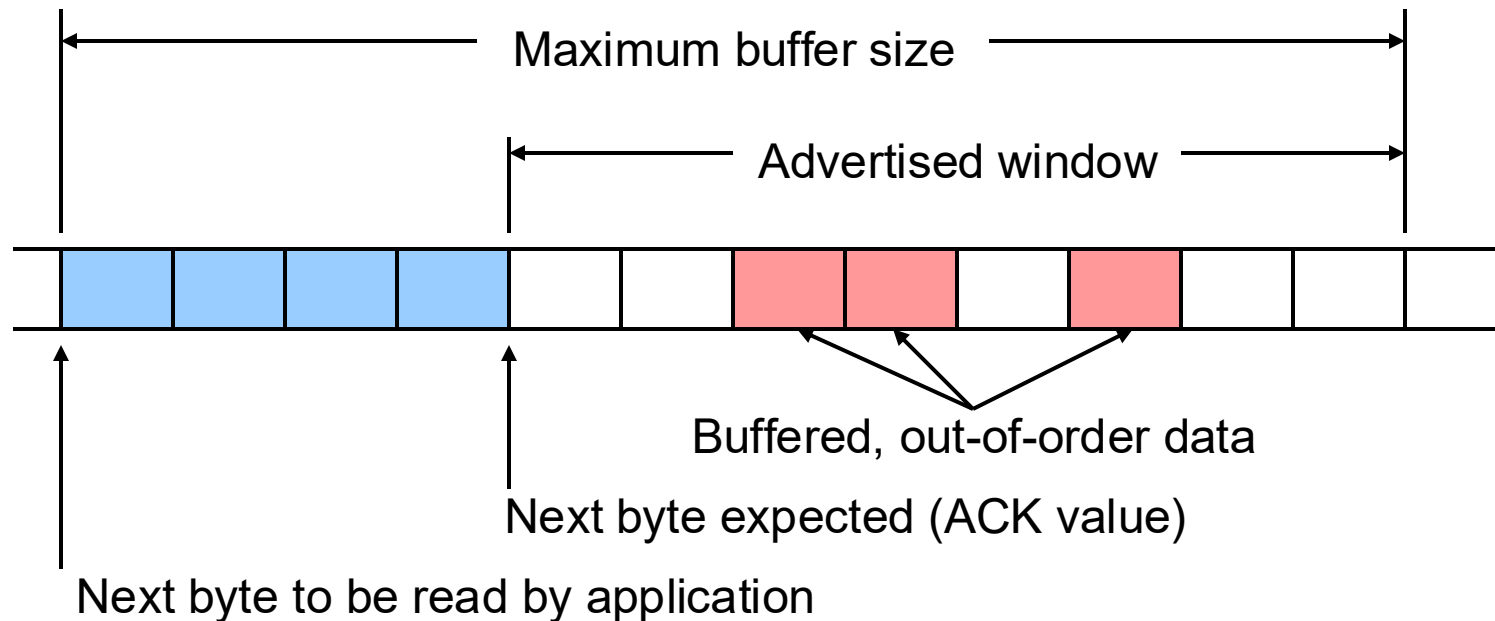 Maximum buffer size
Advertised window
Buffered, out-of-order data
Next byte expected (ACK value)
Next byte to be read by application